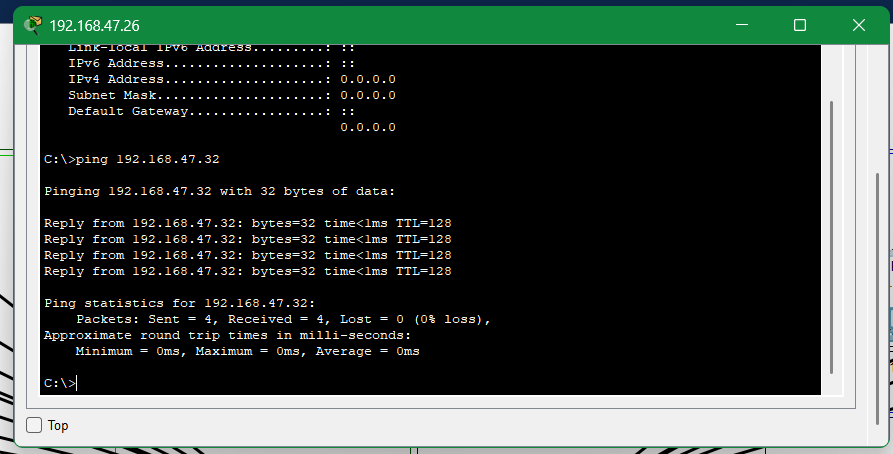 192.168.47.26
Link-local IPv6 Address.........: ::
IPv6 Address....................: ::
IPv4 Address....................: 0.0.0.0
Subnet Mask.....................: 0.0.0.0
Default Gateway.................: ::
0.0.0.0
C:\>ping 192.168.47.32
Pinging 192.168.47.32 with 32 bytes of data:
Reply from 192.168.47.32: bytes=32 time<1ms TTL=128
Reply from 192.168.47.32: bytes=32 time<1ms TTL=128
Reply from 192.168.47.32: bytes=32 time<1ms TTL=128
Reply from 192.168.47.32: bytes=32 time<1ms TTL=128
Ping statistics for 192.168.47.32:
Packets: Sent = 4, Received = 4, Lost = 0 (0% loss),
Approximate round trip times in milli-seconds:
Minimum = 0ms, Maximum = 0ms, Average = 0ms
C:\>
Top